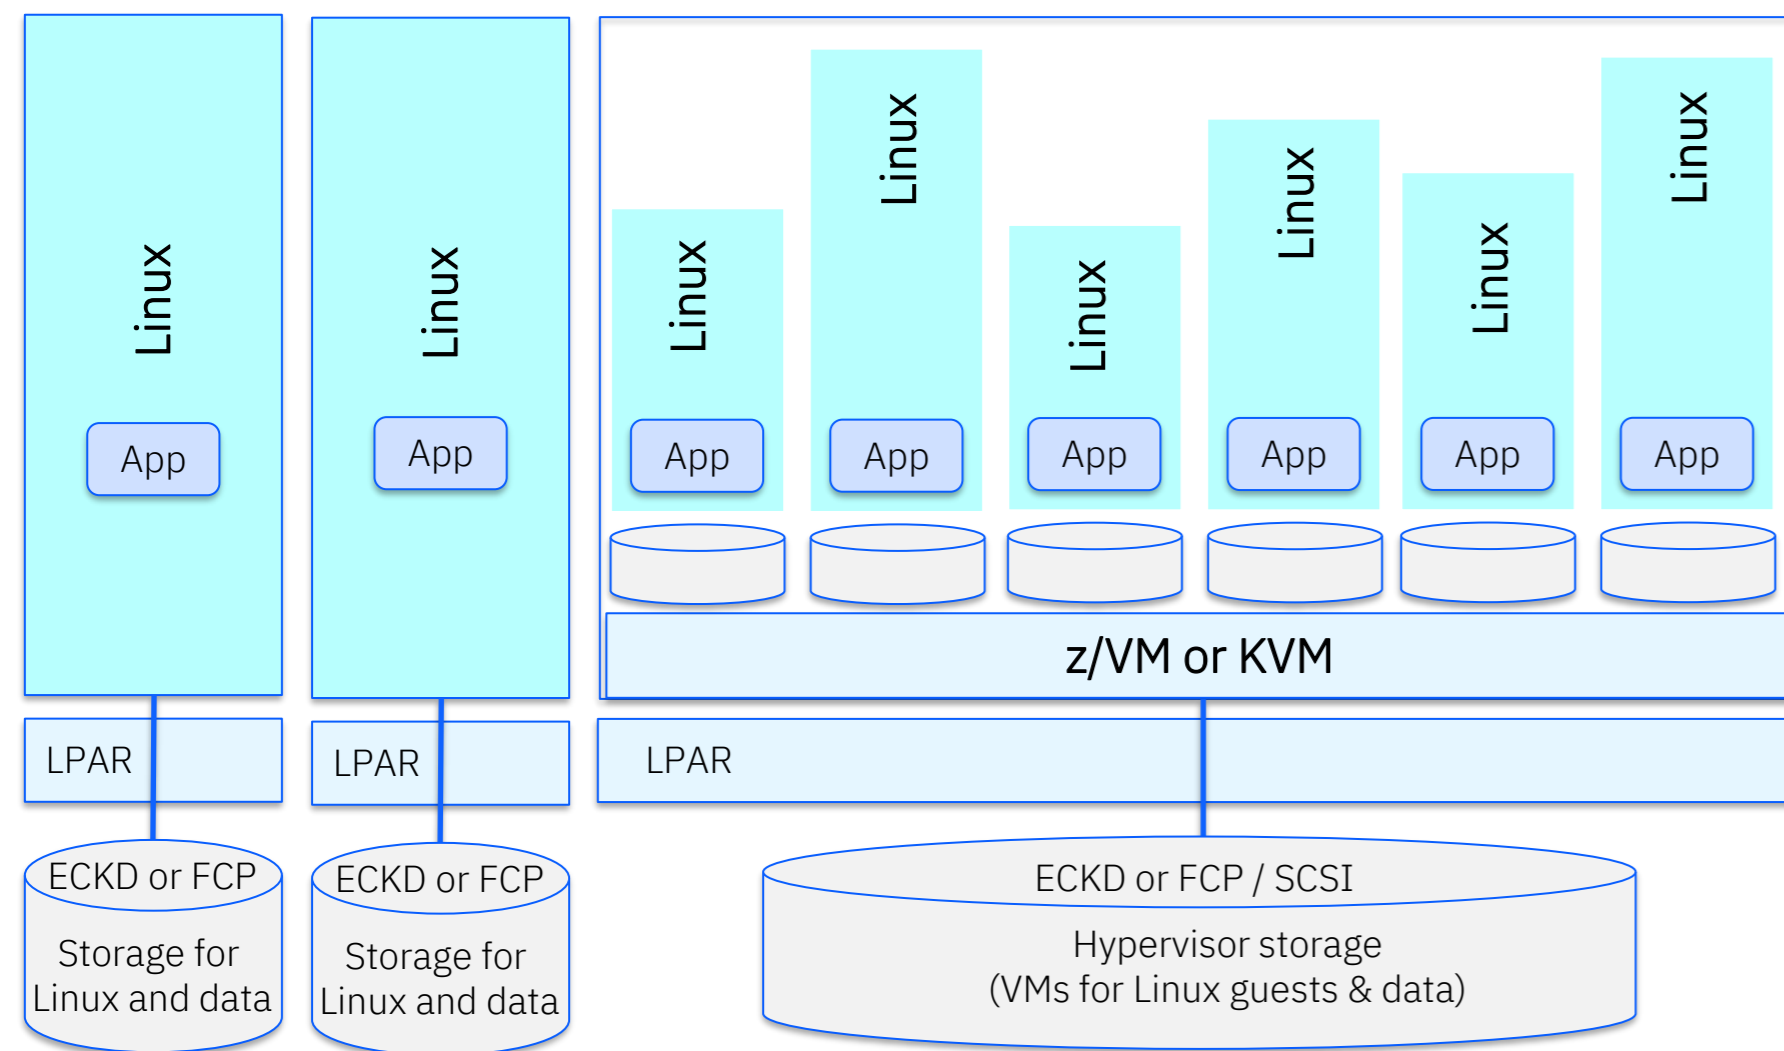 Linux
App
LPAR
ECKD or FCP
Storage for
Linux and data
Linux
App
LPAR
ECKD or FCP
Storage for
Linux and data
Linux
App
Linux
App
Linux
App
Linux
App
Linux
App
Linux
App
z/VM or KVM
LPAR
ECKD or FCP / SCSI
Hypervisor storage
(VMs for Linux guests & data)